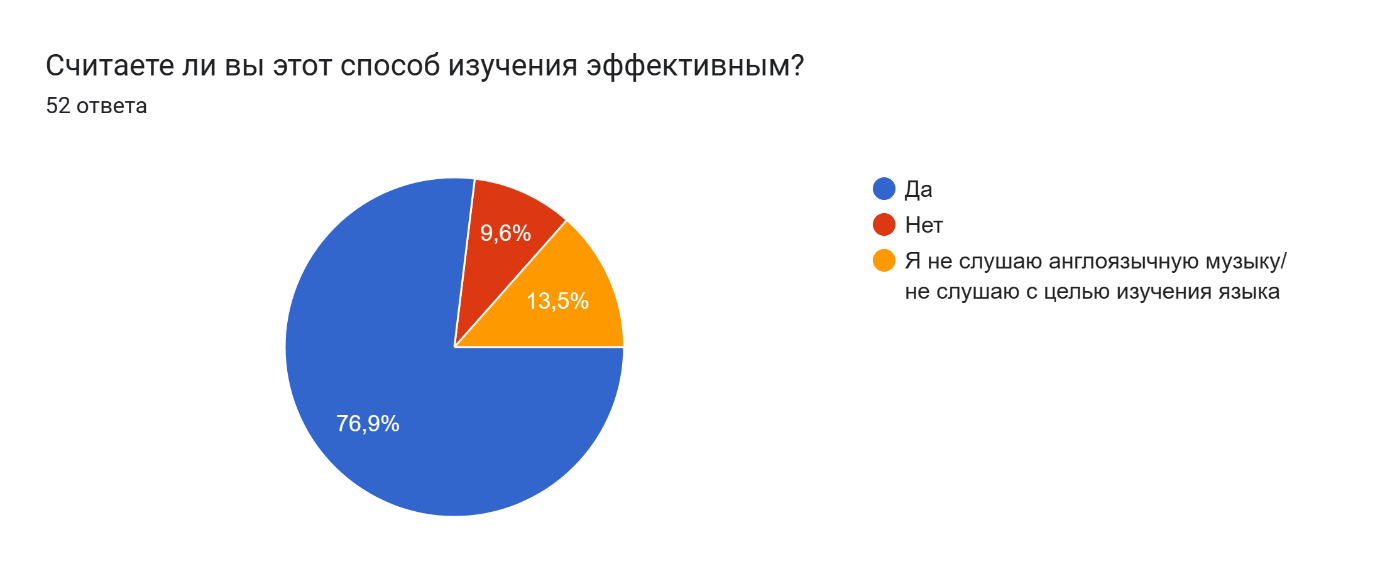 Считаете ли вы этот способ изучения эффективным?
52 ответа
Да
Нет
Я не слушаю англоязычную музыку/
не слушаю с целью изучения языка
9,6%
13,5%
76,9%